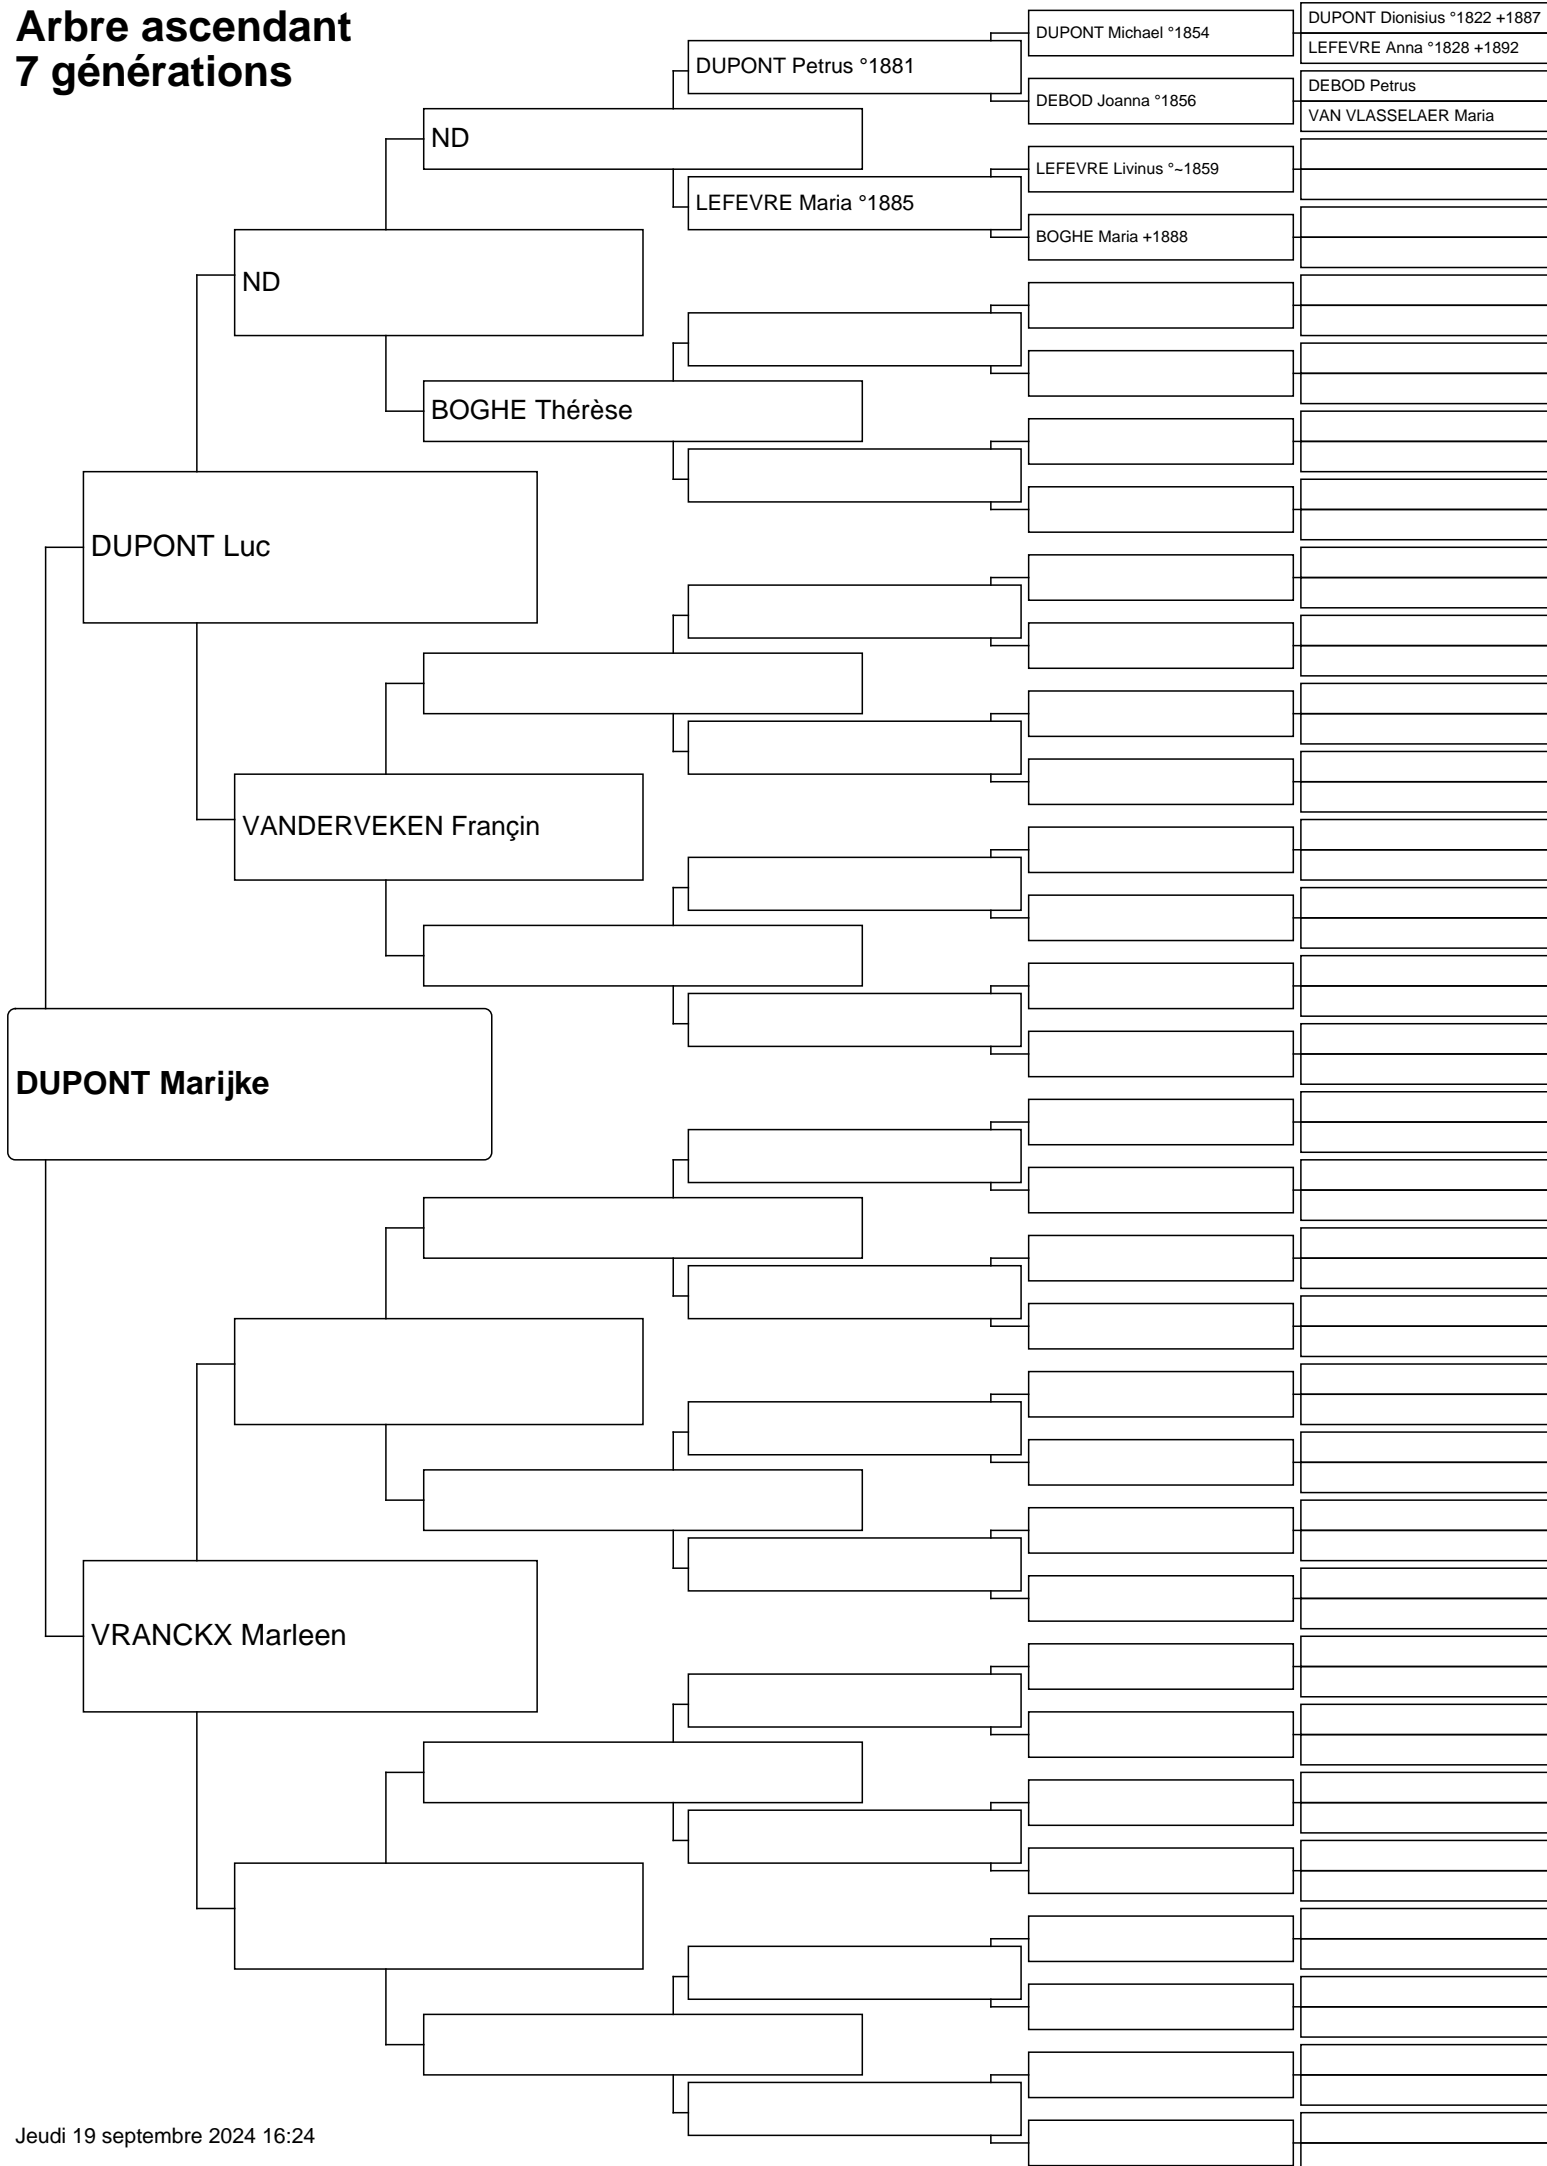 Arbre ascendant
7 générations
DUPONT Dionisius °1822 +1887
DUPONT Michael °1854
LEFEVRE Anna °1828 +1892
DUPONT Petrus °1881
DEBOD Petrus
DEBOD Joanna °1856
VAN VLASSELAER Maria
ND
LEFEVRE Livinus °~1859
LEFEVRE Maria °1885
BOGHE Maria +1888
ND
BOGHE Thérèse
DUPONT Luc
VANDERVEKEN Françin
DUPONT Marijke
VRANCKX Marleen
Jeudi 19 septembre 2024 16:24